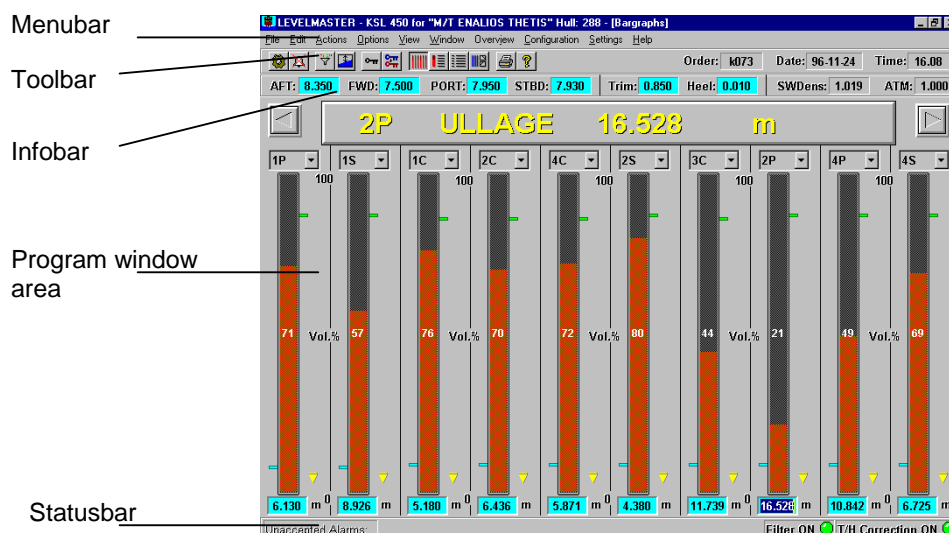 Menubar
Toolbar
Infobar
Program window
area
Statusbar
LEVELMASTER - KSL 450 for "M/T ENALIOS THETIS" Hull: 288 - [Bargraphs]
File Edit Actions Options View Window Overview Configuration Settings Help
Order: k073 Date: 96-11-24 Time: 16.08
AFT: 8.350 FWD: 7.500 PORT: 7.950 STBD: 7.930 Trim: 0.850 Heel: 0.010 SWDens: 1.019 ATM: 1.000
2P ULLAGE 16.528 m
1P 1S 1C 2C 4C 2S 3C 2P 4P 4S
100 100 100 100 100
71 Vol.% 57 76 Vol.% 70 72 Vol.% 80 44 Vol.% 21 49 Vol.% 69
0 0 0 0 0
6.130 m 8.926 m 5.180 m 6.436 m 5.871 m 4.380 m 11.739 m 16.528 m 10.842 m 6.725 m
Unaccepted Alarms: Filter ON T/H Correction ON